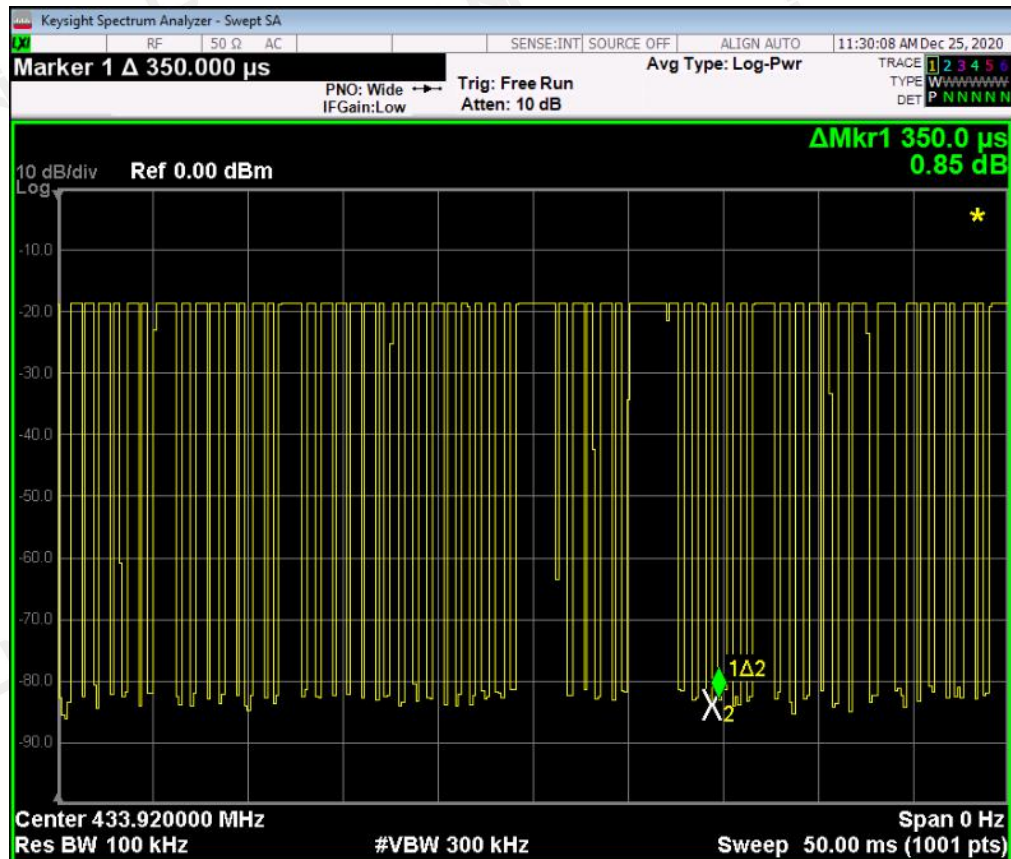 Keysight Spectrum Analyzer - Swept SA
LXI RF 50 Ω AC SENSE:INT SOURCE OFF ALIGN AUTO 11:30:08 AM Dec 25, 2020
Marker 1 Δ 350.000 µs Avg Type: Log-Pwr TRACE 1 2 3 4 5 6
PNO: Wide Trig: Free Run TYPE WWWWWW
IFGain:Low Atten: 10 dB DET P N N N N N
ΔMkr1 350.0 µs
10 dB/div Ref 0.00 dBm 0.85 dB
Log
*
-10.0
-20.0
-30.0
-40.0
-50.0
-60.0
-70.0
1Δ2
-80.0
X2
-90.0
Center 433.920000 MHz Span 0 Hz
Res BW 100 kHz #VBW 300 kHz Sweep 50.00 ms (1001 pts)